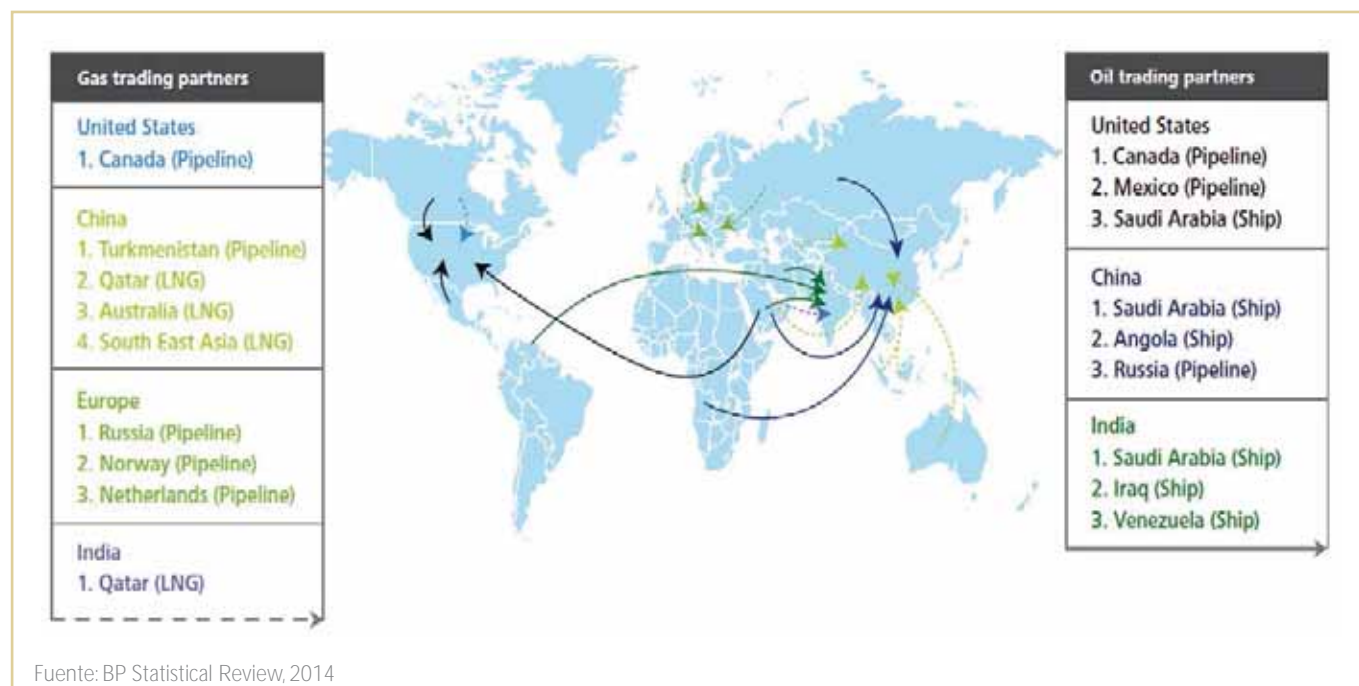 Gas trading partners
United States
1. Canada (Pipeline)
China
1. Turkmenistan (Pipeline)
2. Qatar (LNG)
3. Australia (LNG)
4. South East Asia (LNG)
Europe
1. Russia (Pipeline)
2. Norway (Pipeline)
3. Netherlands (Pipeline)
India
1. Qatar (LNG)
Oil trading partners
United States
1. Canada (Pipeline)
2. Mexico (Pipeline)
3. Saudi Arabia (Ship)
China
1. Saudi Arabia (Ship)
2. Angola (Ship)
3. Russia (Pipeline)
India
1. Saudi Arabia (Ship)
2. Iraq (Ship)
3. Venezuela (Ship)
Fuente: BP Statistical Review, 2014